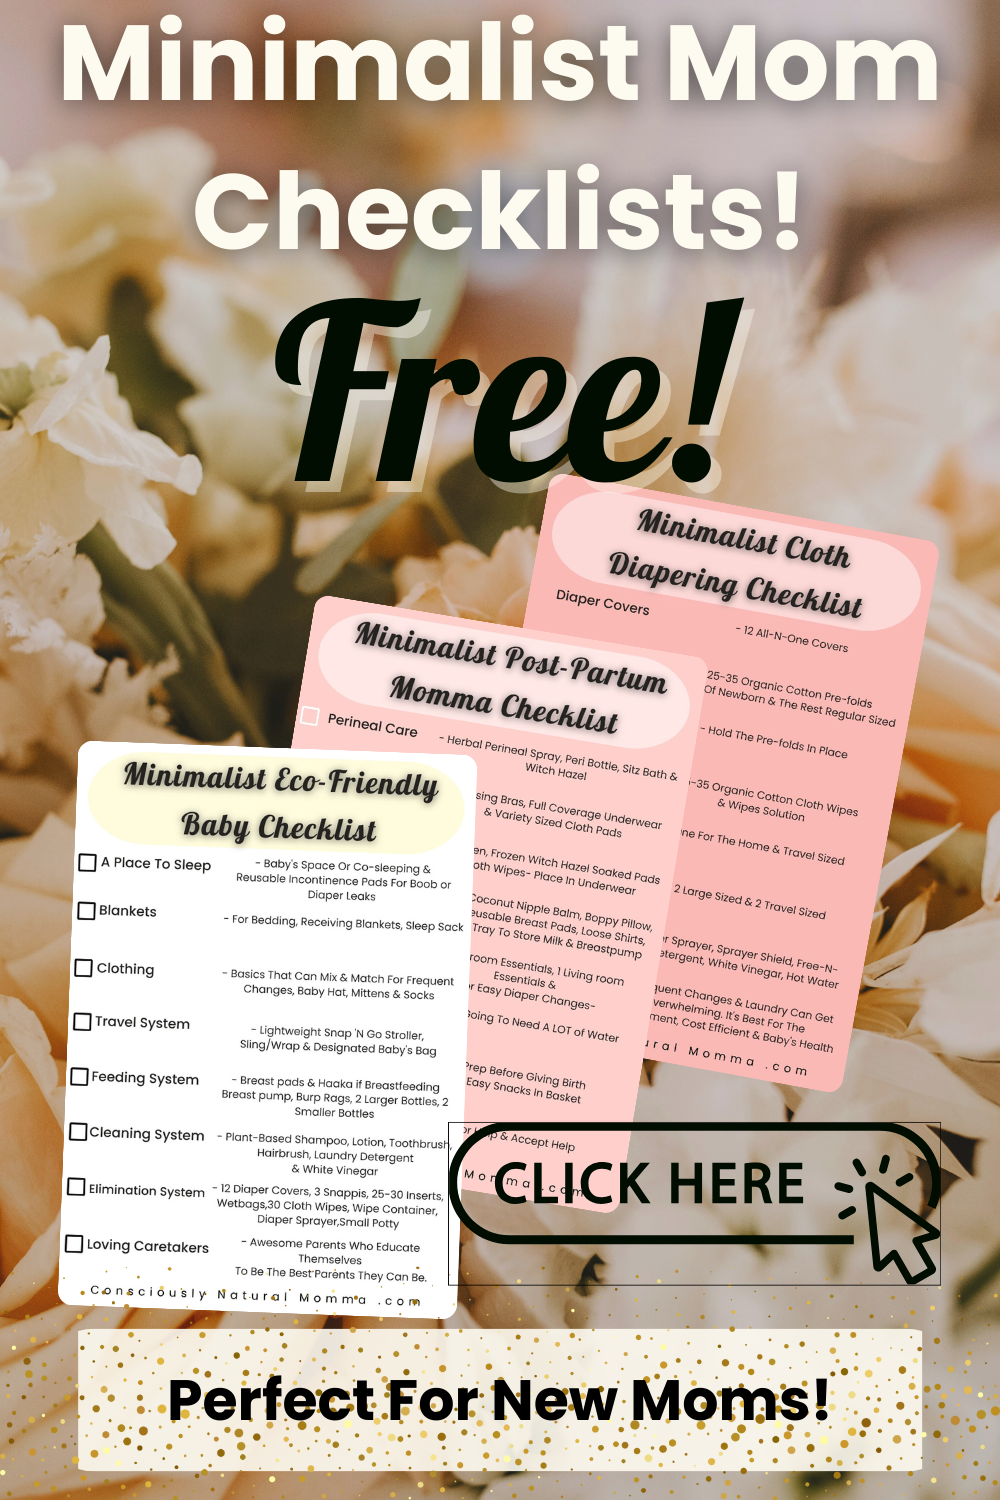 Minimalist Mom
Checklists!
Free!
Minimalist Cloth
Diapering Checklist
Diaper Covers
- 12 All-N-One Covers
25-35 Organic Cotton Pre-folds
Of Newborn & The Rest Regular Sized
- Hold The Pre-folds In Place
-35 Organic Cotton Cloth Wipes
& Wipes Solution
For The Home & Travel Sized
2 Large Sized & 2 Travel Sized
Sprayer, Sprayer Shield, Free-N-
etergent, White Vinegar, Hot Water
quent Changes & Laundry Can Get
verwhelming. It's Best For The
ment, Cost Efficient & Baby's Health
ural Momma .com
Minimalist Post-Partum
Momma Checklist
Perineal Care
- Herbal Perineal Spray, Peri Bottle, Sitz Bath &
Witch Hazel
sing Bras, Full Coverage Underwear
& Variety Sized Cloth Pads
en, Frozen Witch Hazel Soaked Pads
oth Wipes- Place In Underwear
Coconut Nipple Balm, Boppy Pillow,
eusable Breast Pads, Loose Shirts,
Tray To Store Milk & Breastpump
room Essentials, 1 Living room
Essentials &
r Easy Diaper Changes-
Going To Need A LOT of Water
Prep Before Giving Birth
Easy Snacks In Basket
Help & Accept Help
Momma .com
Minimalist Eco-Friendly
Baby Checklist
A Place To Sleep
- Baby's Space Or Co-sleeping &
Reusable Incontinence Pads For Boob or
Diaper Leaks
Blankets
- For Bedding, Receiving Blankets, Sleep Sack
Clothing
- Basics That Can Mix & Match For Frequent
Changes, Baby Hat, Mittens & Socks
Travel System
- Lightweight Snap 'N Go Stroller,
Sling/Wrap & Designated Baby's Bag
Feeding System
- Breast pads & Haaka if Breastfeeding
Breast pump, Burp Rags, 2 Larger Bottles, 2
Smaller Bottles
Cleaning System
- Plant-Based Shampoo, Lotion, Toothbrush,
Hairbrush, Laundry Detergent
& White Vinegar
Elimination System
- 12 Diaper Covers, 3 Snappis, 25-30 Inserts,
Wetbags,30 Cloth Wipes, Wipe Container,
Diaper Sprayer,Small Potty
Loving Caretakers
- Awesome Parents Who Educate
Themselves
To Be The Best Parents They Can Be.
Consciously Natural Momma .com
CLICK HERE
Perfect For New Moms!